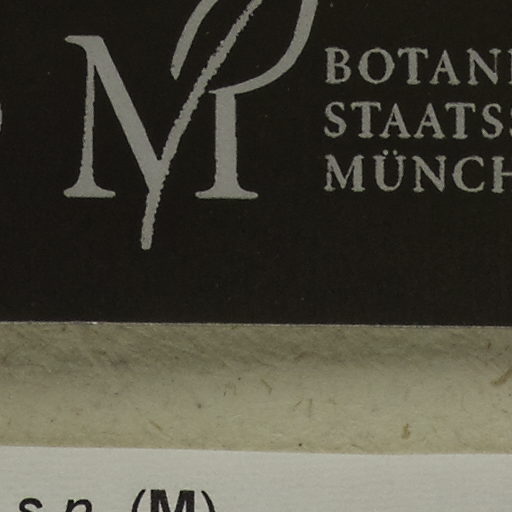 M
BOTANI
STAATSS
MÜNCH
s.n. (M)